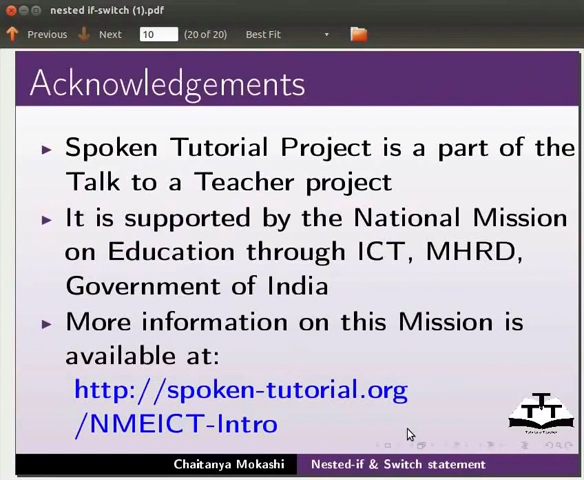 nested if-switch (1).pdf
Previous Next 10 (20 of 20) Best Fit
Acknowledgements
Spoken Tutorial Project is a part of the
Talk to a Teacher project
It is supported by the National Mission
on Education through ICT, MHRD,
Government of India
More information on this Mission is
available at:
http://spoken-tutorial.org
/NMEICT-Intro
Chaitanya Mokashi Nested-if & Switch statement